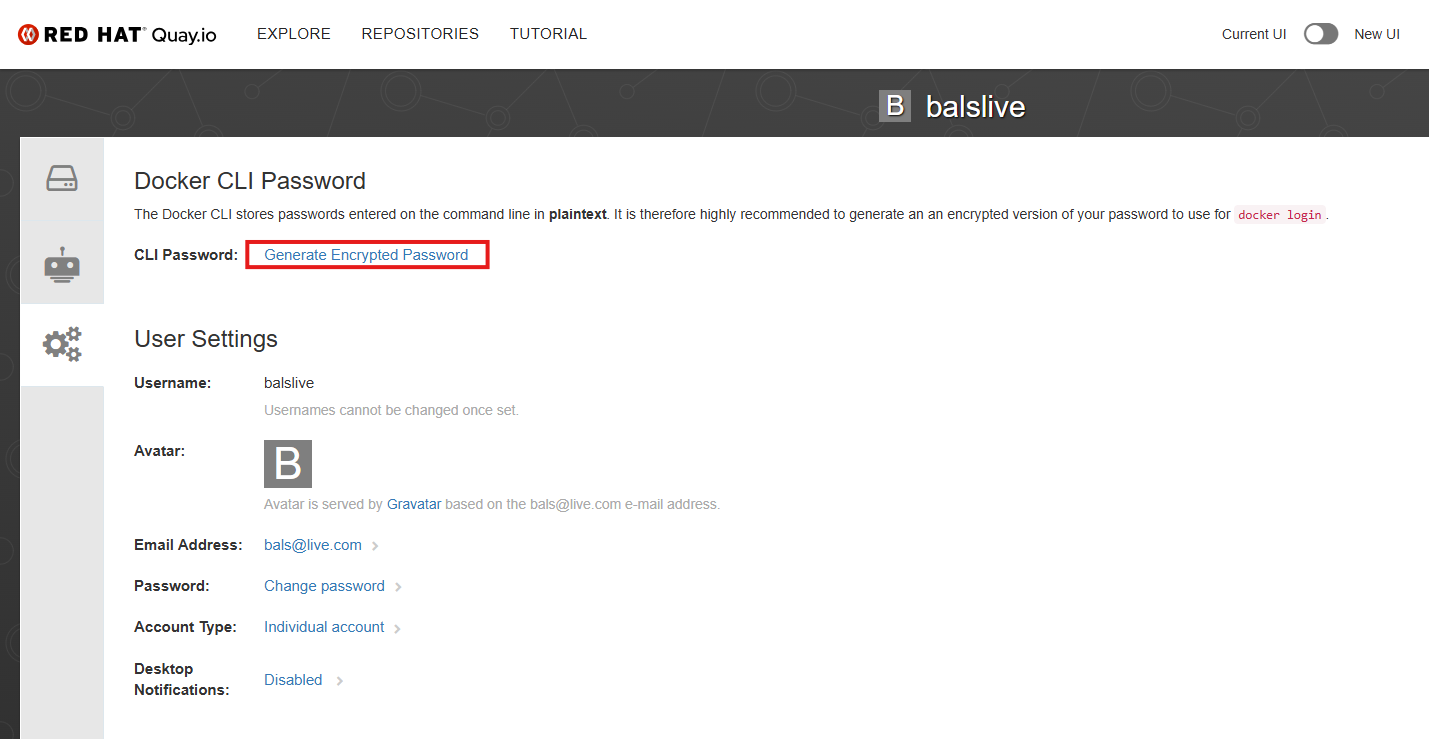 RED HAT® Quay.io EXPLORE REPOSITORIES TUTORIAL Current UI New UI
B balslive
Docker CLI Password
The Docker CLI stores passwords entered on the command line in plaintext. It is therefore highly recommended to generate an an encrypted version of your password to use for docker login.
CLI Password: Generate Encrypted Password
User Settings
Username: balslive
Usernames cannot be changed once set.
Avatar: B
Avatar is served by Gravatar based on the bals@live.com e-mail address.
Email Address: bals@live.com
Password: Change password
Account Type: Individual account
Desktop
Notifications: Disabled